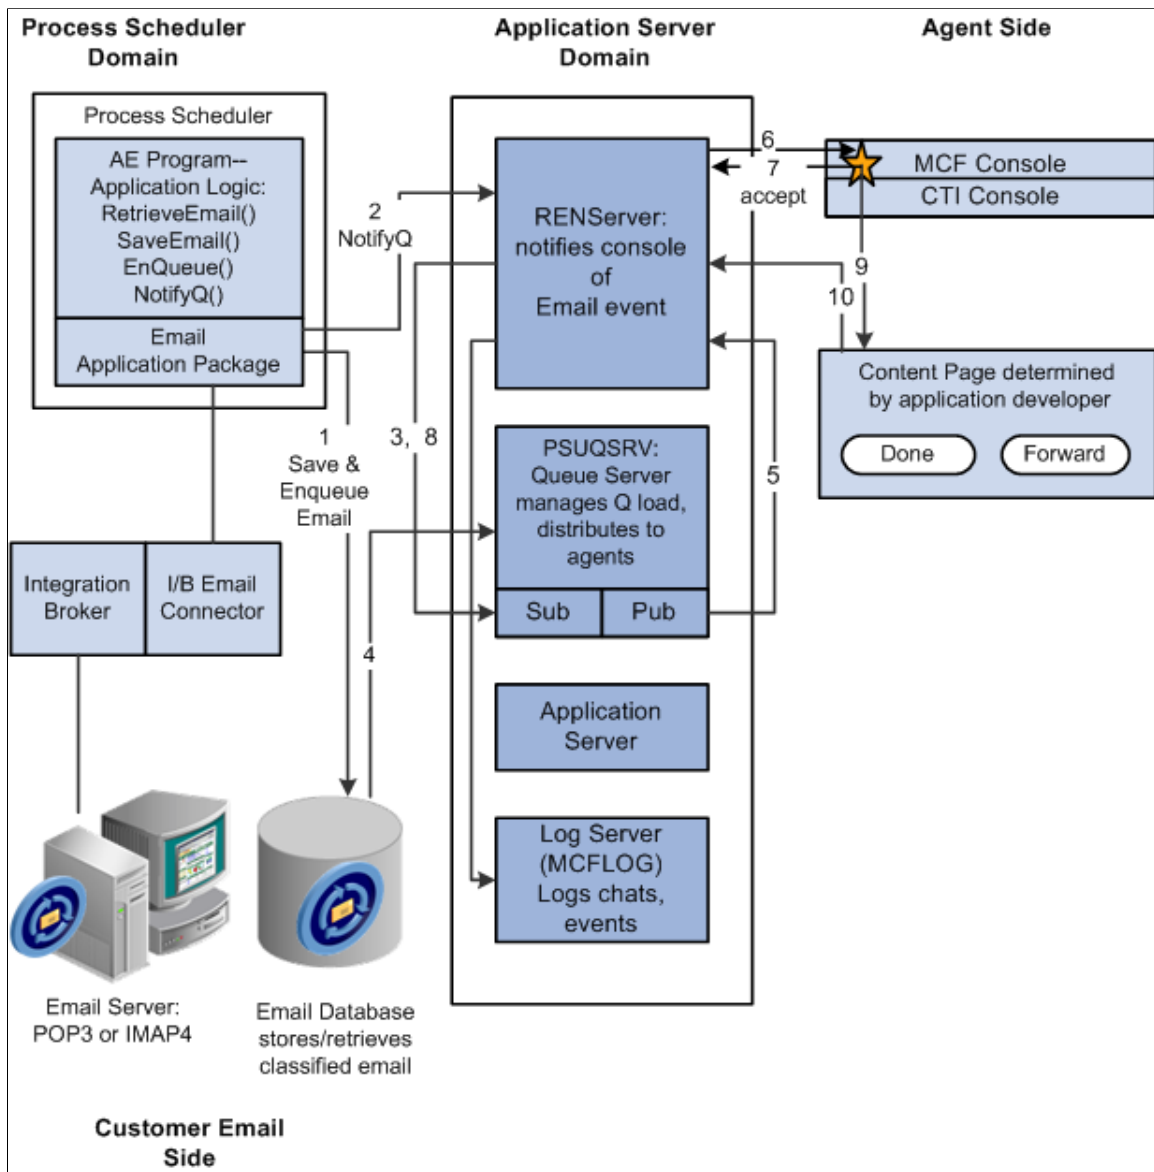 Process Scheduler
Domain
Application Server
Domain
Agent Side
Process Scheduler
AE Program--
Application Logic:
RetrieveEmail()
SaveEmail()
EnQueue()
NotifyQ()
Email
Application Package
2
NotifyQ
RENServer:
notifies console
of
Email event
6
7
accept
MCF Console
CTI Console
9
10
Content Page determined
by application developer
Done
Forward
1
Save &
Enqueue
Email
3, 8
PSUQSRV:
Queue Server
manages Q load,
distributes to
agents
Sub
Pub
5
Integration
Broker
I/B Email
Connector
4
Application
Server
Log Server
(MCFLOG)
Logs chats,
events
Email Server:
POP3 or IMAP4
Email Database
stores/retrieves
classified email
Customer Email
Side